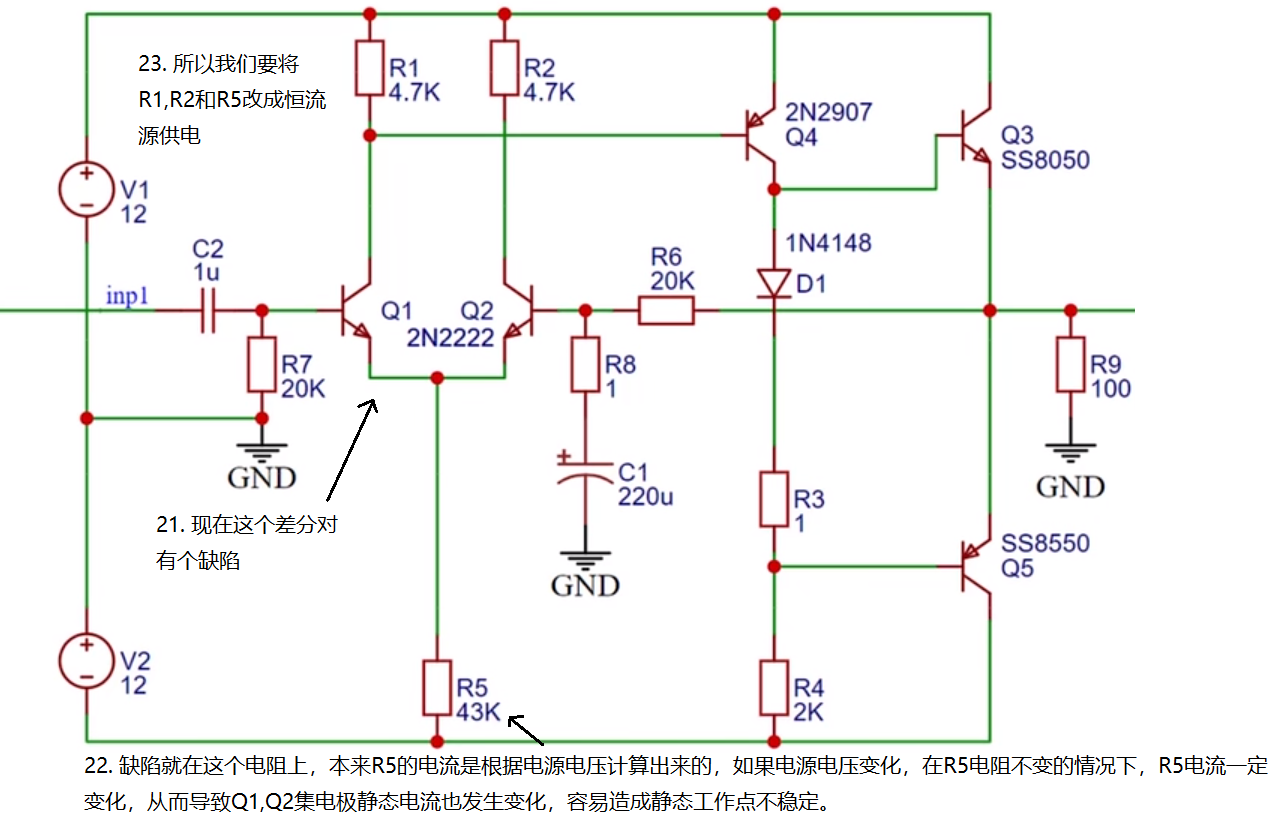 23. 所以我们要将
R1,R2和R5改成恒流
源供电
R1
4.7K
R2
4.7K
2N2907
Q4
Q3
SS8050
V1
12
C2
1u
inp1
R7
20K
GND
Q1
Q2
2N2222
R6
20K
1N4148
D1
R8
1
C1
220u
GND
R9
100
GND
21. 现在这个差分对
有个缺陷
R3
1
SS8550
Q5
V2
12
R5
43K
R4
2K
22. 缺陷就在这个电阻上，本来R5的电流是根据电源电压计算出来的，如果电源电压变化，在R5电阻不变的情况下，R5电流一定
变化，从而导致Q1,Q2集电极静态电流也发生变化，容易造成静态工作点不稳定。